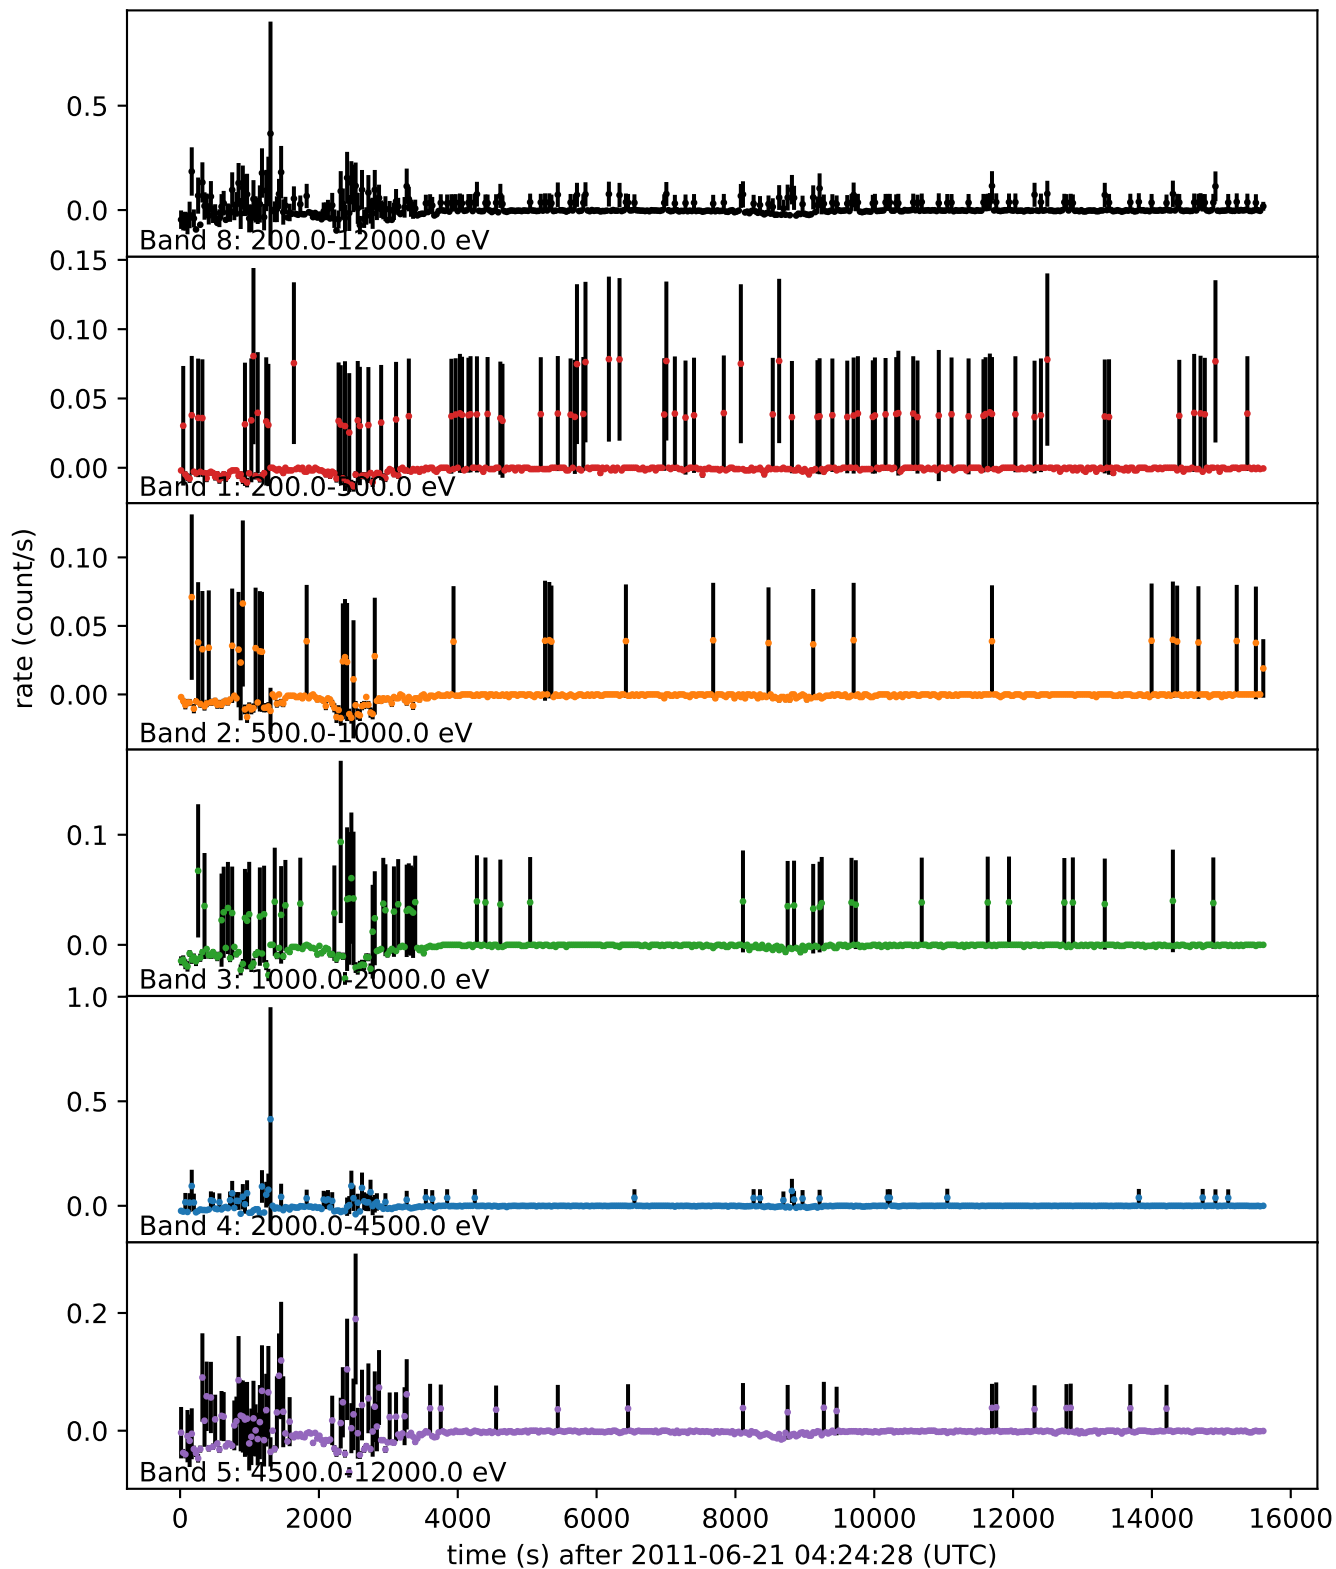 0.5
0.0
Band 8: 200.0-12000.0 eV
0.15
0.10
0.05
0.00
Band 1: 200.0-500.0 eV
rate (count/s)
0.10
0.05
0.00
Band 2: 500.0-1000.0 eV
0.1
0.0
Band 3: 1000.0-2000.0 eV
1.0
0.5
0.0
Band 4: 2000.0-4500.0 eV
0.2
0.0
Band 5: 4500.0-12000.0 eV
0 2000 4000 6000 8000 10000 12000 14000 16000
time (s) after 2011-06-21 04:24:28 (UTC)